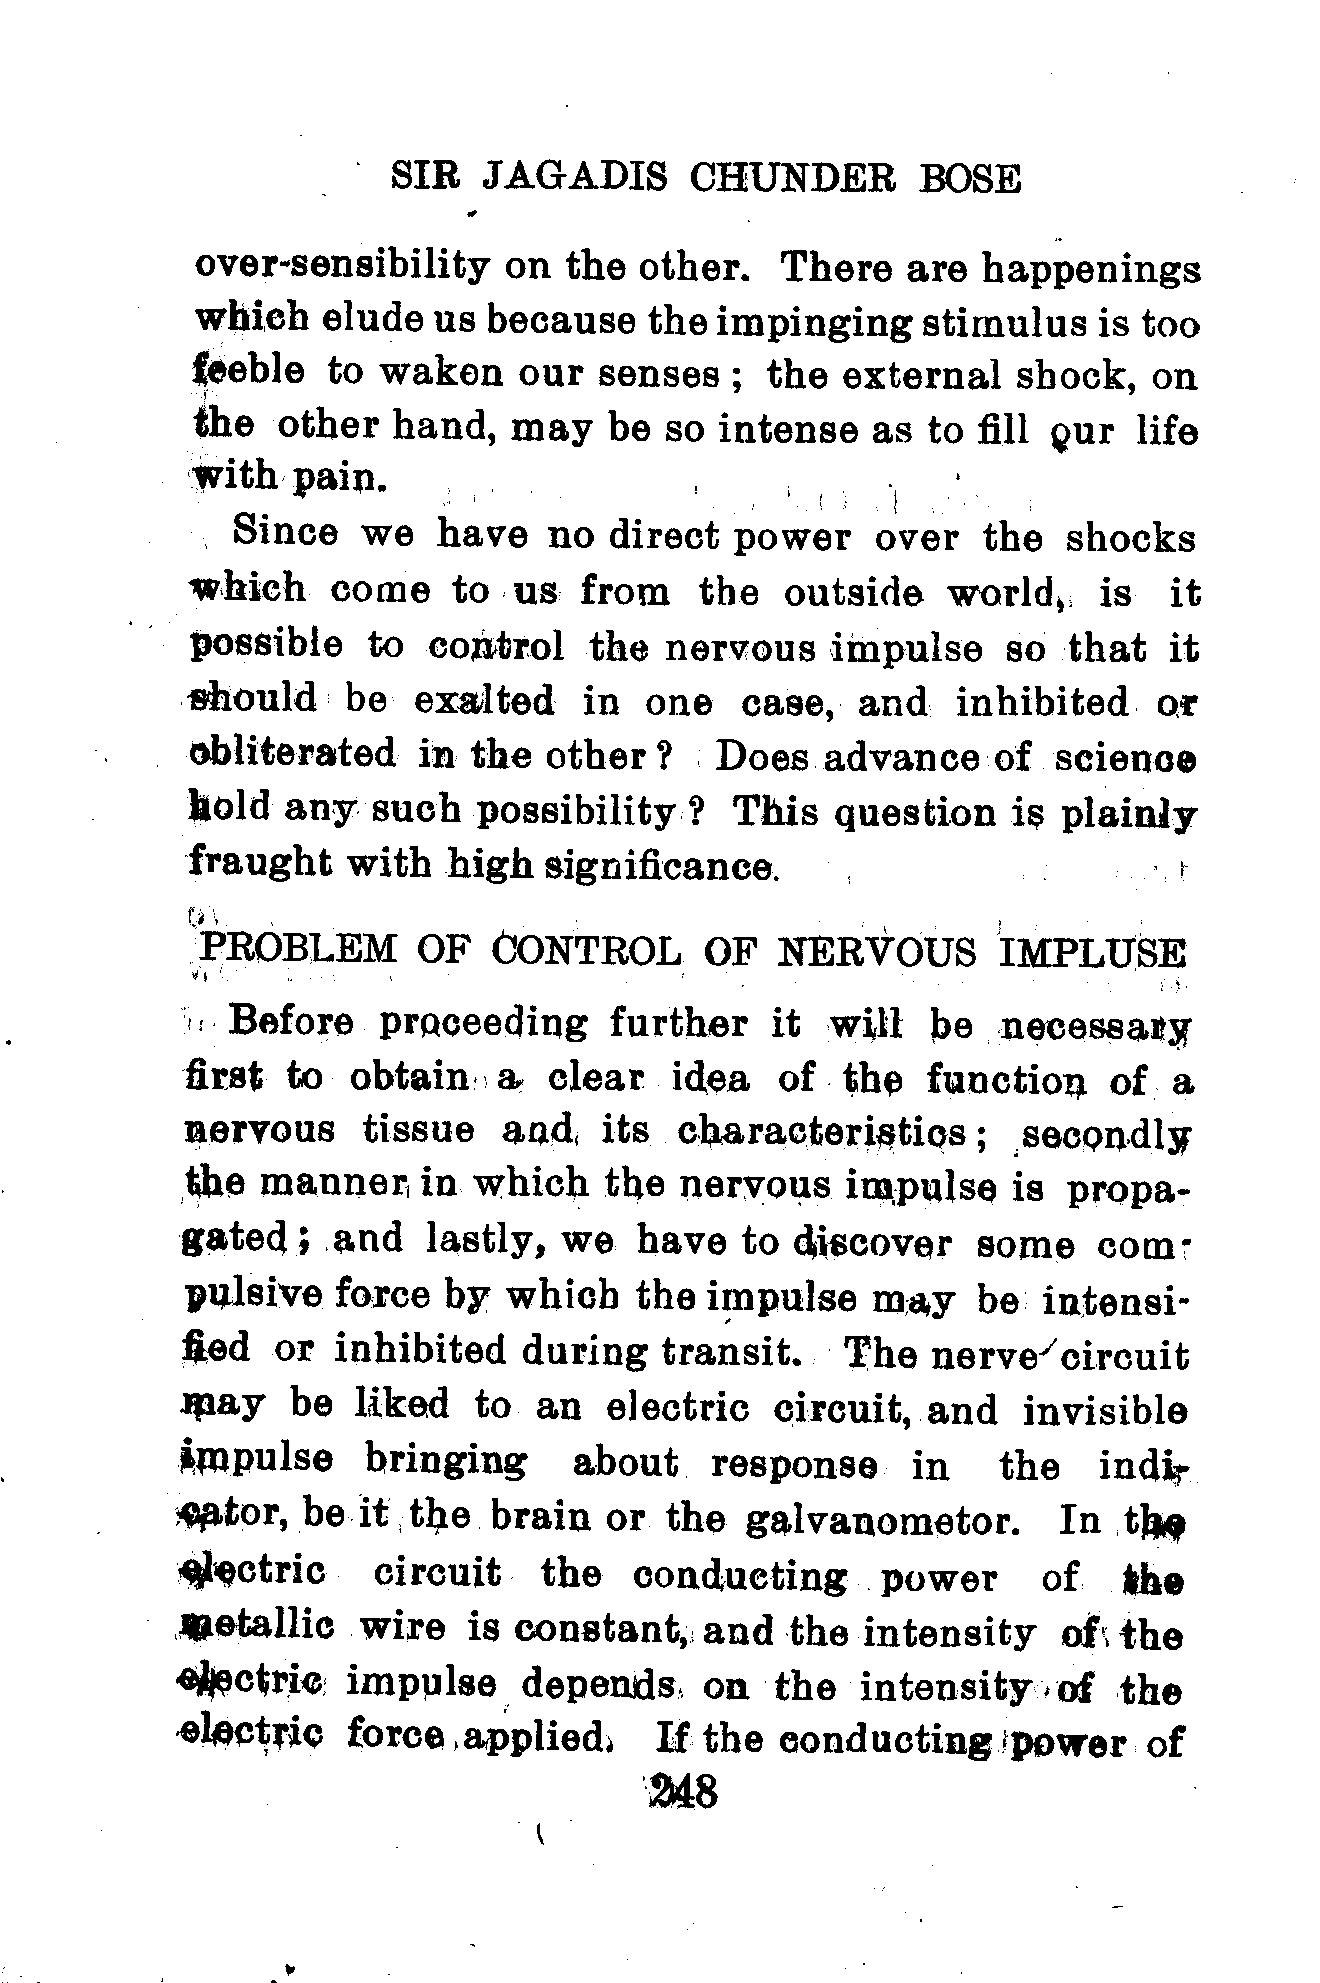 SIR JAGADIS CHUNDER BOSE
over-sensibility on the other. There are happenings
which elude us because the impinging stimulus is too
feeble to waken our senses ; the external shock, on
the other hand, may be so intense as to fill our life
with pain.
Since we have no direct power over the shocks
which come to us from the outside world, is it
possible to control the nervous impulse so that it
should be exalted in one case, and inhibited or
obliterated in the other ? Does advance of science
hold any such possibility ? This question is plainly
fraught with high significance.
PROBLEM OF CONTROL OF NERVOUS IMPLUSE
Before proceeding further it will be necessary
first to obtain a clear idea of the function of a
nervous tissue and its characteristics ; secondly
the manner in which the nervous impulse is propa-
gated ; and lastly, we have to discover some com-
pulsive force by which the impulse may be intensi-
fied or inhibited during transit. The nerve circuit
may be liked to an electric circuit, and invisible
impulse bringing about response in the indi-
cator, be it the brain or the galvanometor. In the
electric circuit the conducting power of the
metallic wire is constant, and the intensity of the
electric impulse depends on the intensity of the
electric force applied. If the conducting power of
248